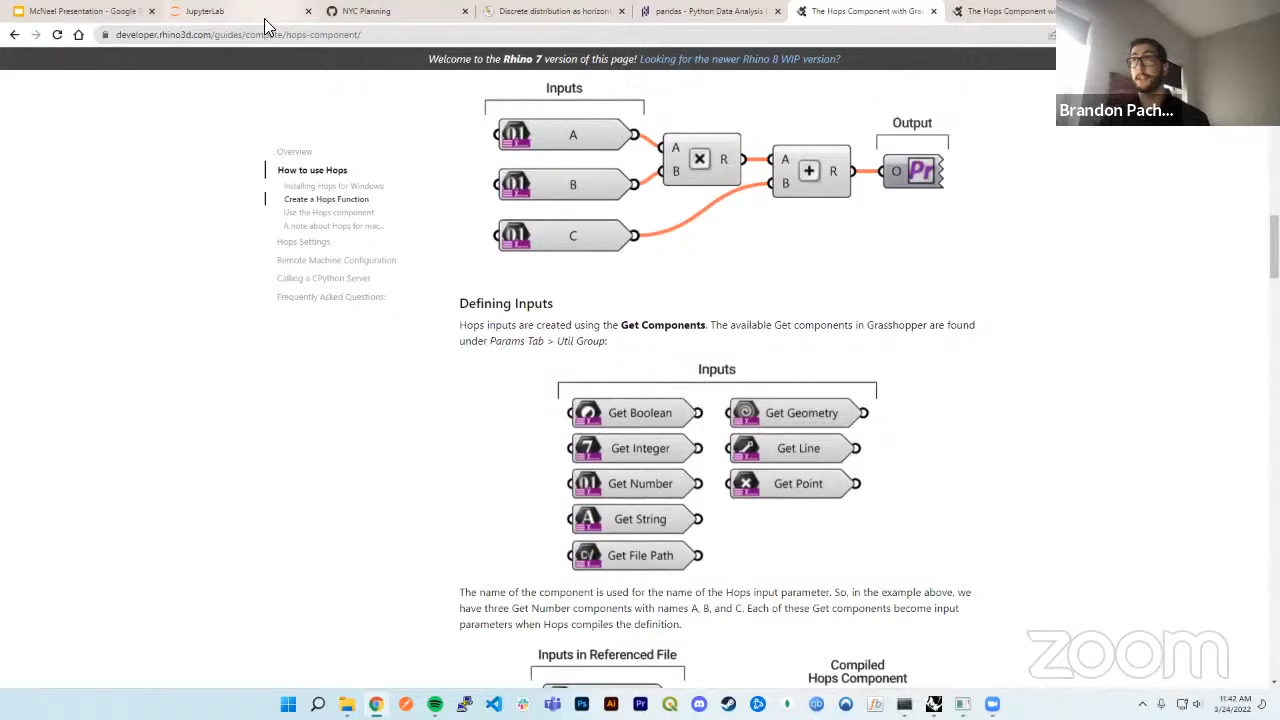 McNeel Presentation - Google S
JupyterLab
NYC Planning
Discrete distribution as horizon
pandas - Python Data Analysis L
The Hops Component with Gra
The Hops Component with
developer.rhino3d.com/guides/compute/hops-component/
Welcome to the Rhino 7 version of this page! Looking for the newer Rhino 8 WIP version?
Brandon Pach...
Overview
How to use Hops
Installing Hops for Windows
Create a Hops Function
Use the Hops component
A note about Hops for mac..
Hops Settings
Remote Machine Configuration
Calling a CPython Server
Frequently Asked Questions:
Inputs
Output
01 A
01 B
01 C
A
B
R
A
B
R
O Pr
Defining Inputs
Hops inputs are created using the Get Components. The available Get components in Grasshopper are found
under Params Tab > Util Group:
Inputs
Get Boolean
Get Geometry
7 Get Integer
Get Line
01 Get Number
Get Point
A Get String
C:/ Get File Path
The name of the component is used for the name of the Hops input parameter. So, in the example above, we
have three Get Number components with names A, B, and C. Each of these Get components become input
parameters when Hops compiles the definition.
Inputs in Referenced File
Compiled
Hops Component
zoom
11:42 AM
3/24/2022